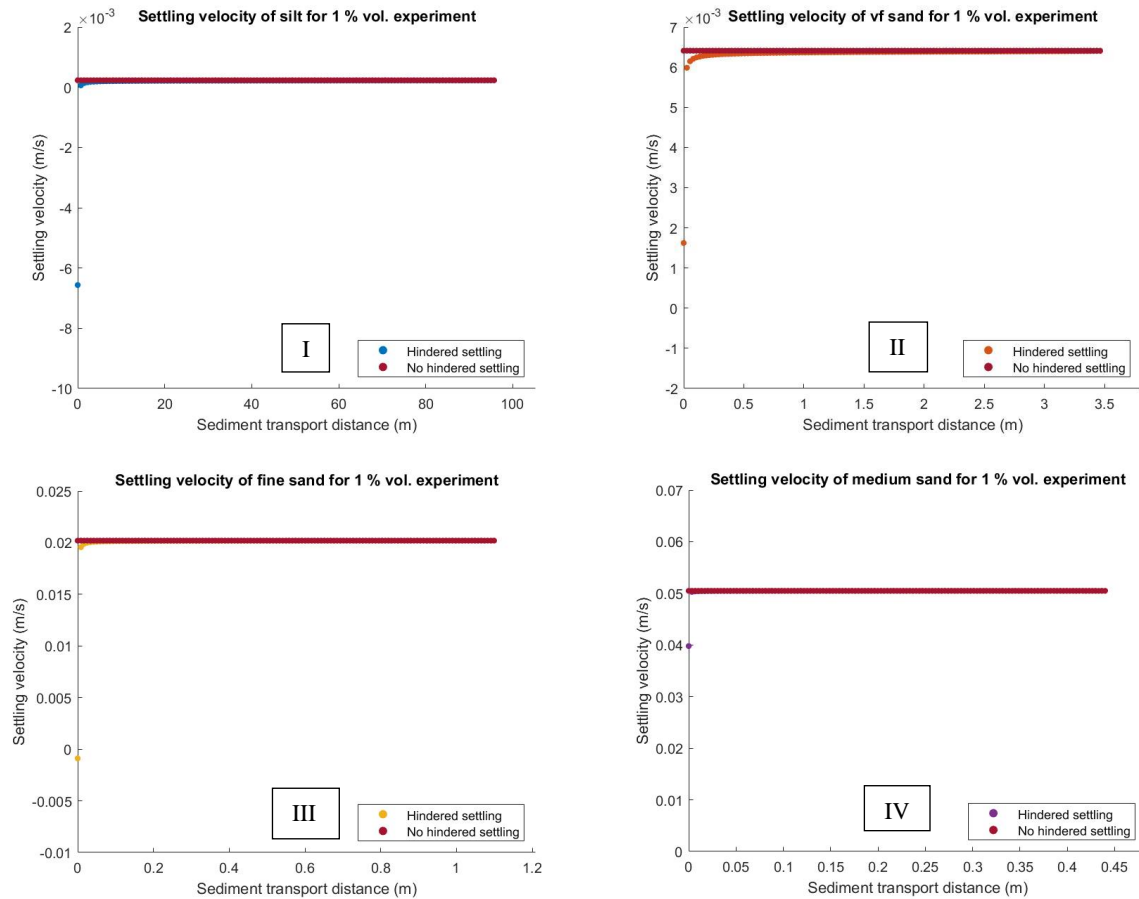 Settling velocity of silt for 1 % vol. experiment
×10⁻³
2
0
-2
-4
-6
-8
-10
Settling velocity (m/s)
0 20 40 60 80 100
Sediment transport distance (m)
I
Hindered settling
No hindered settling
Settling velocity of vf sand for 1 % vol. experiment
×10⁻³
7
6
5
4
3
2
1
0
-1
-2
Settling velocity (m/s)
0 0.5 1 1.5 2 2.5 3 3.5
Sediment transport distance (m)
II
Hindered settling
No hindered settling
Settling velocity of fine sand for 1 % vol. experiment
0.025
0.02
0.015
0.01
0.005
0
-0.005
-0.01
Settling velocity (m/s)
0 0.2 0.4 0.6 0.8 1 1.2
Sediment transport distance (m)
III
Hindered settling
No hindered settling
Settling velocity of medium sand for 1 % vol. experiment
0.07
0.06
0.05
0.04
0.03
0.02
0.01
0
Settling velocity (m/s)
0 0.05 0.1 0.15 0.2 0.25 0.3 0.35 0.4 0.45
Sediment transport distance (m)
IV
Hindered settling
No hindered settling